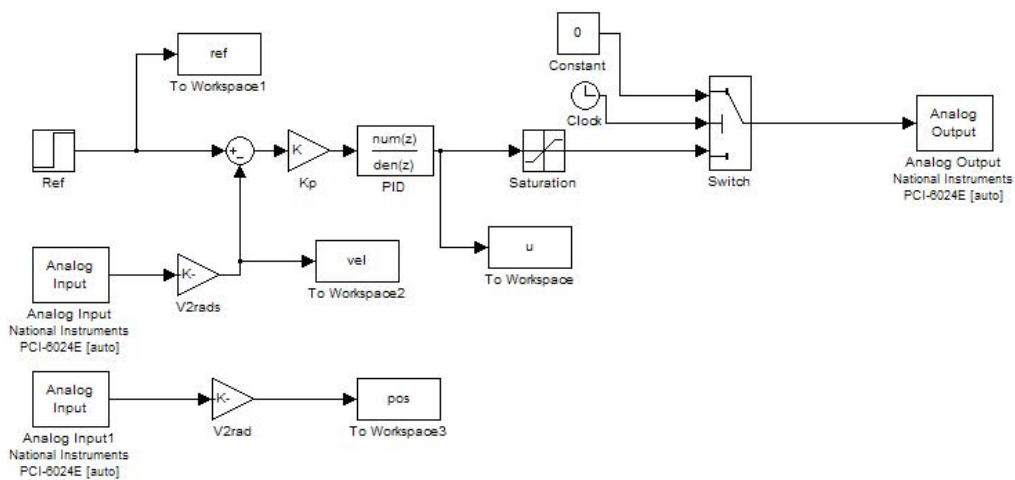 ref
To Workspace1
0
Constant
Clock
Switch
Analog
Output
Analog Output
National Instruments
PCI-6024E [auto]
Ref
+
-
K
Kp
num(z)
den(z)
PID
Saturation
u
To Workspace
Analog
Input
Analog Input
National Instruments
PCI-6024E [auto]
K-
V2rads
vel
To Workspace2
Analog
Input
Analog Input1
National Instruments
PCI-6024E [auto]
K-
V2rad
pos
To Workspace3